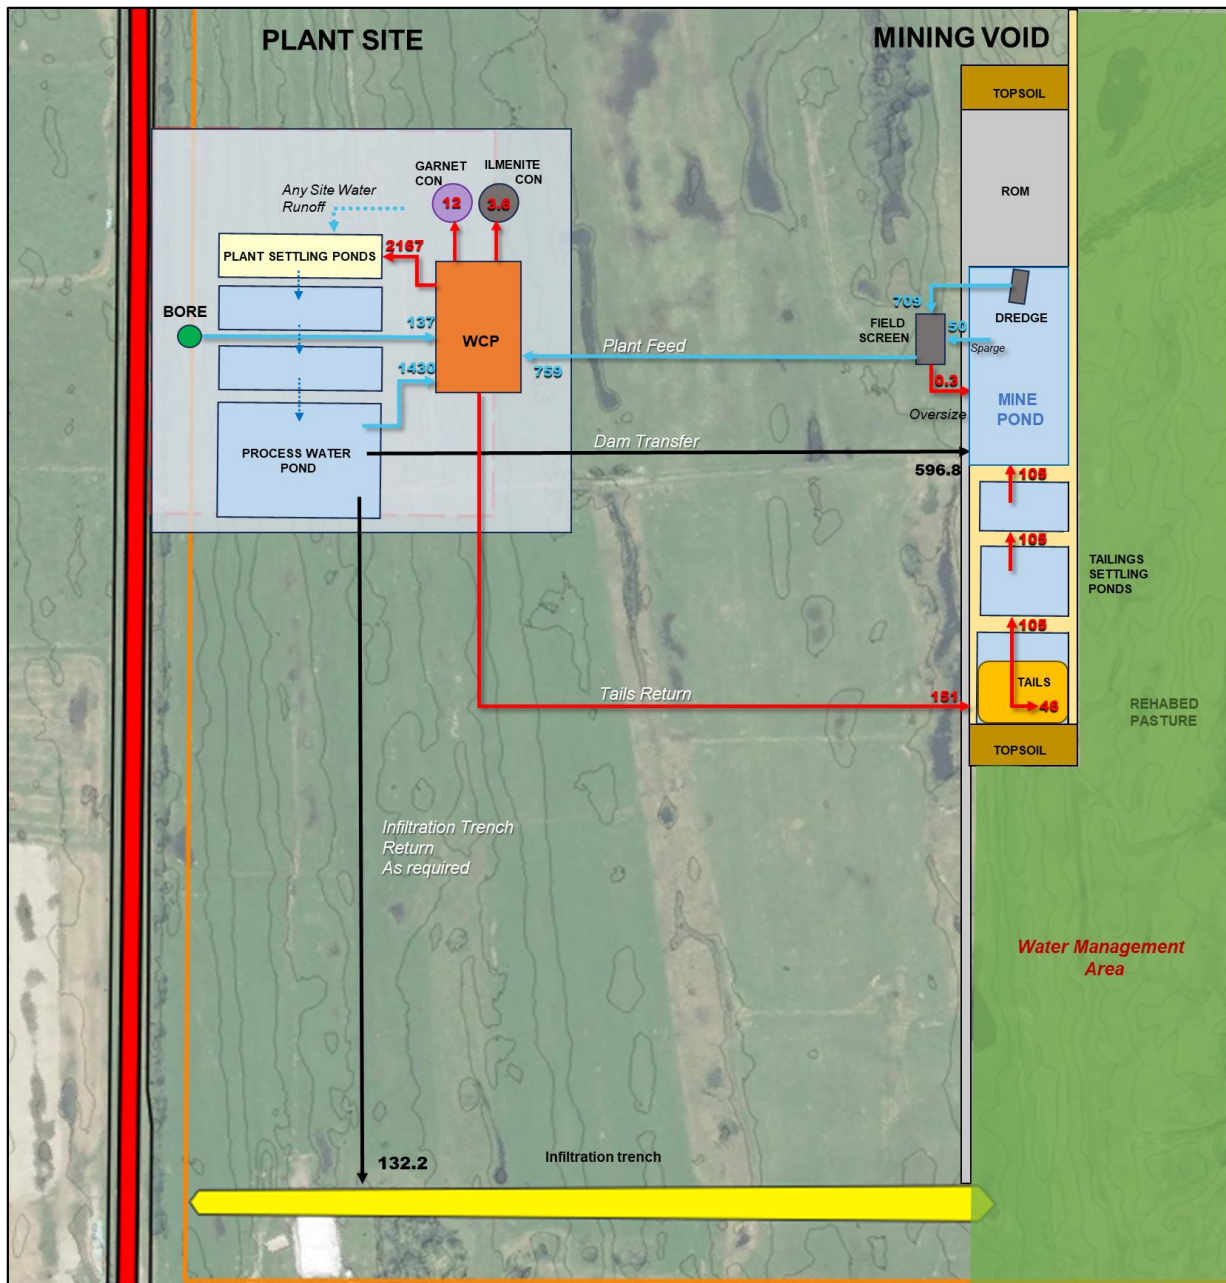 PLANT SITE
MINING VOID
TOPSOIL
ROM
GARNET
CON
ILMENITE
CON
12
3.6
Any Site Water
Runoff
2167
PLANT SETTLING PONDS
BORE
137
WCP
1430
PROCESS WATER
POND
Plant Feed
759
709
FIELD
SCREEN
50
Sparge
DREDGE
0.3
Oversize
MINE
POND
Dam Transfer
596.8
105
105
TAILINGS
SETTLING
PONDS
105
TAILS
46
Tails Return
151
REHABED
PASTURE
TOPSOIL
Infiltration Trench
Return
As required
Water Management
Area
132.2
Infiltration trench